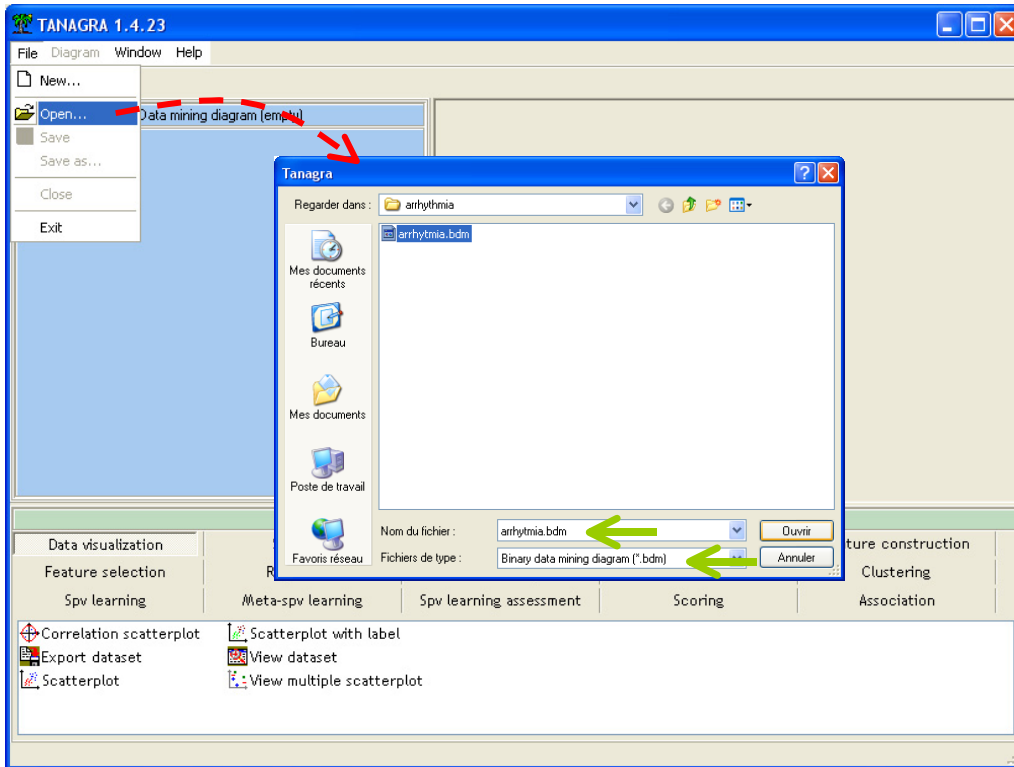 TANAGRA 1.4.23
File Diagram Window Help
New...
Open...
Save
Save as...
Close
Exit
Data mining diagram (empty)
Tanagra
Regarder dans :
arrhythmia
arrhytmia.bdm
Mes documents
récents
Bureau
Mes documents
Poste de travail
Favoris réseau
Nom du fichier :
arrhytmia.bdm
Ouvrir
Fichiers de type :
Binary data mining diagram (*.bdm)
Annuler
Data visualization
ture construction
Feature selection
R
Clustering
Spv learning
Meta-spv learning
Spv learning assessment
Scoring
Association
Correlation scatterplot
Scatterplot with label
Export dataset
View dataset
Scatterplot
View multiple scatterplot